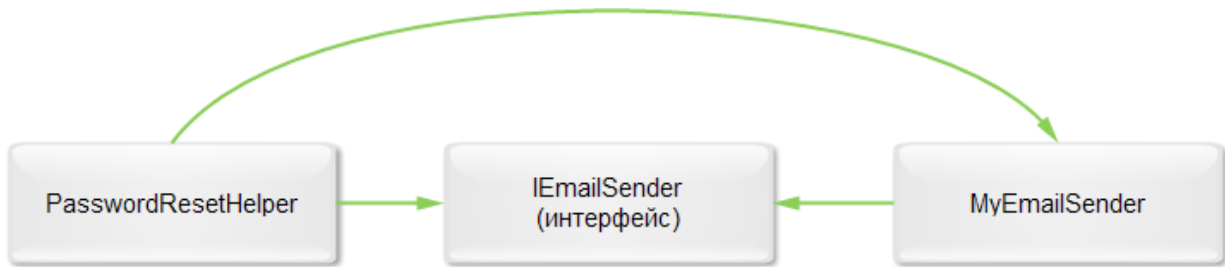 PasswordResetHelper
IEmailSender
(интерфейс)
MyEmailSender